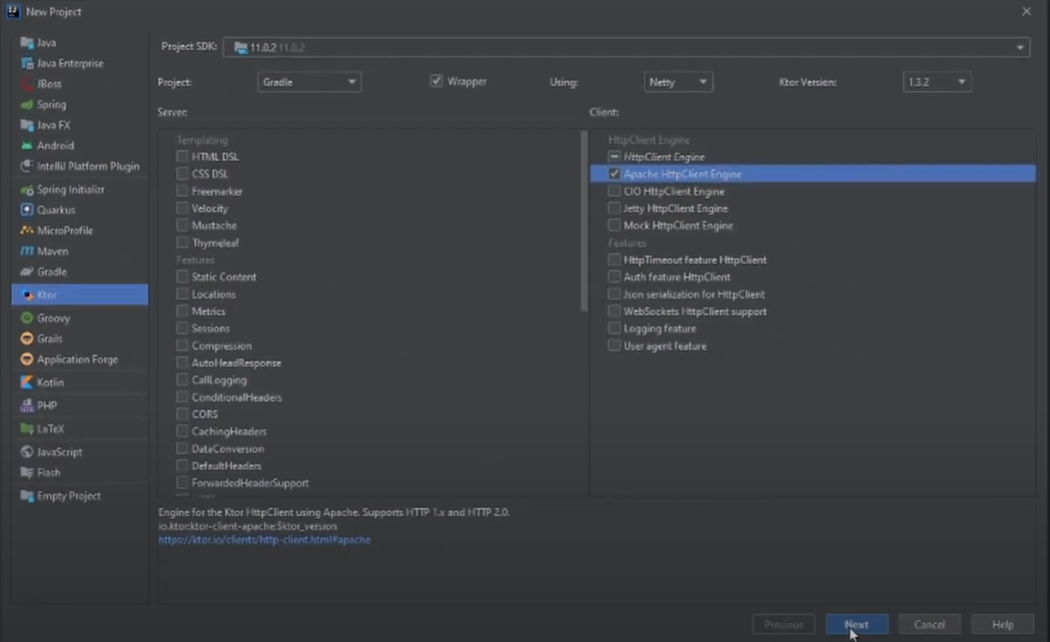 New Project
Java
Java Enterprise
JBoss
Spring
Java FX
Android
IntelliJ Platform Plugin
Spring Initializr
Quarkus
MicroProfile
Maven
Gradle
Ktor
Groovy
Grails
Application Forge
Kotlin
PHP
LaTeX
JavaScript
Flash
Empty Project
Project SDK: 11.0.2 11.0.2
Project: Gradle Wrapper Using: Netty Ktor Version: 1.3.2
Server:
Templating
HTML DSL
CSS DSL
Freemarker
Velocity
Mustache
Thymeleaf
Features
Static Content
Locations
Metrics
Sessions
Compression
AutoHeadResponse
CallLogging
ConditionalHeaders
CORS
CachingHeaders
DataConversion
DefaultHeaders
ForwardedHeaderSupport
Client:
HttpClient Engine
HttpClient Engine
Apache HttpClient Engine
CIO HttpClient Engine
Jetty HttpClient Engine
Mock HttpClient Engine
Features
HttpTimeout feature HttpClient
Auth feature HttpClient
Json serialization for HttpClient
WebSockets HttpClient support
Logging feature
User agent feature
Engine for the Ktor HttpClient using Apache. Supports HTTP 1.x and HTTP 2.0.
io.ktor:ktor-client-apache:$ktor_version
https://ktor.io/clients/http-client.html#apache
Previous Next Cancel Help